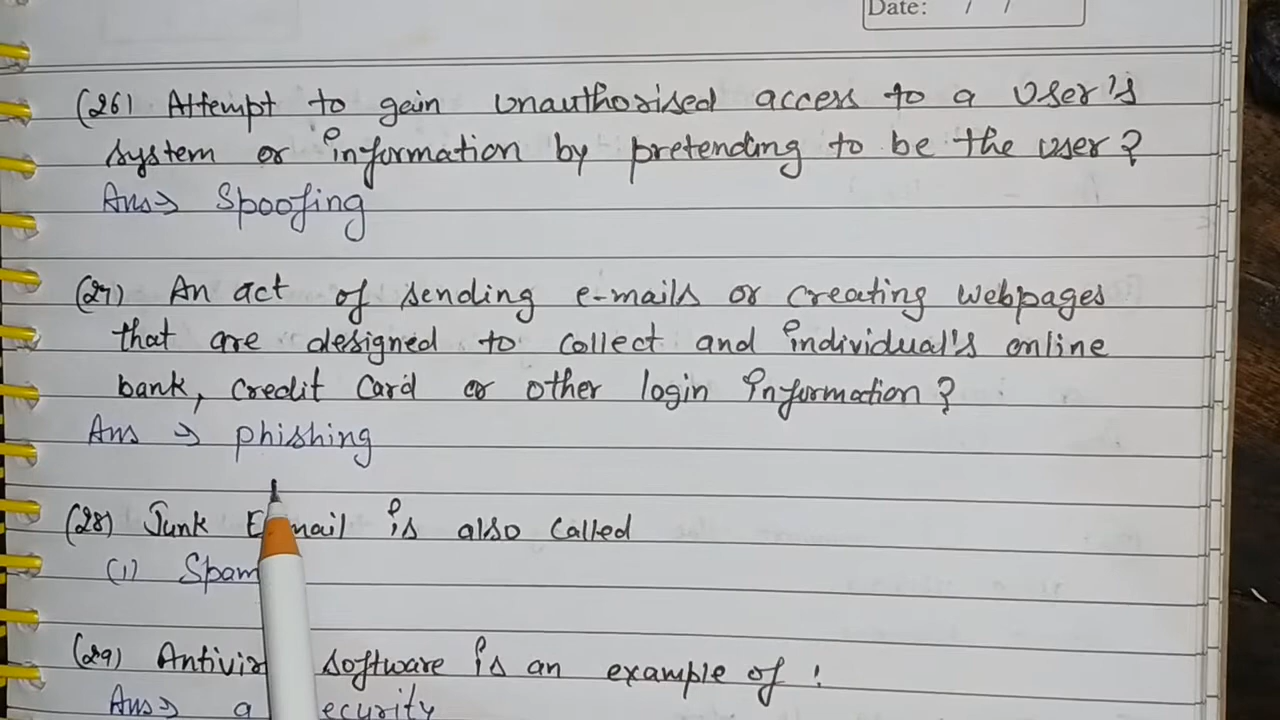 Date: / /
(26) Attempt to gain unauthorised access to a User's
system or information by pretending to be the user?
Ans→ Spoofing
(27) An act of sending e-mails or creating webpages
that are designed to collect and individual's online
bank, credit Card or other login information?
Ans → phishing
(28) Junk E mail is also called
(1) Spam
(29) software is an example of :
Ans→ a